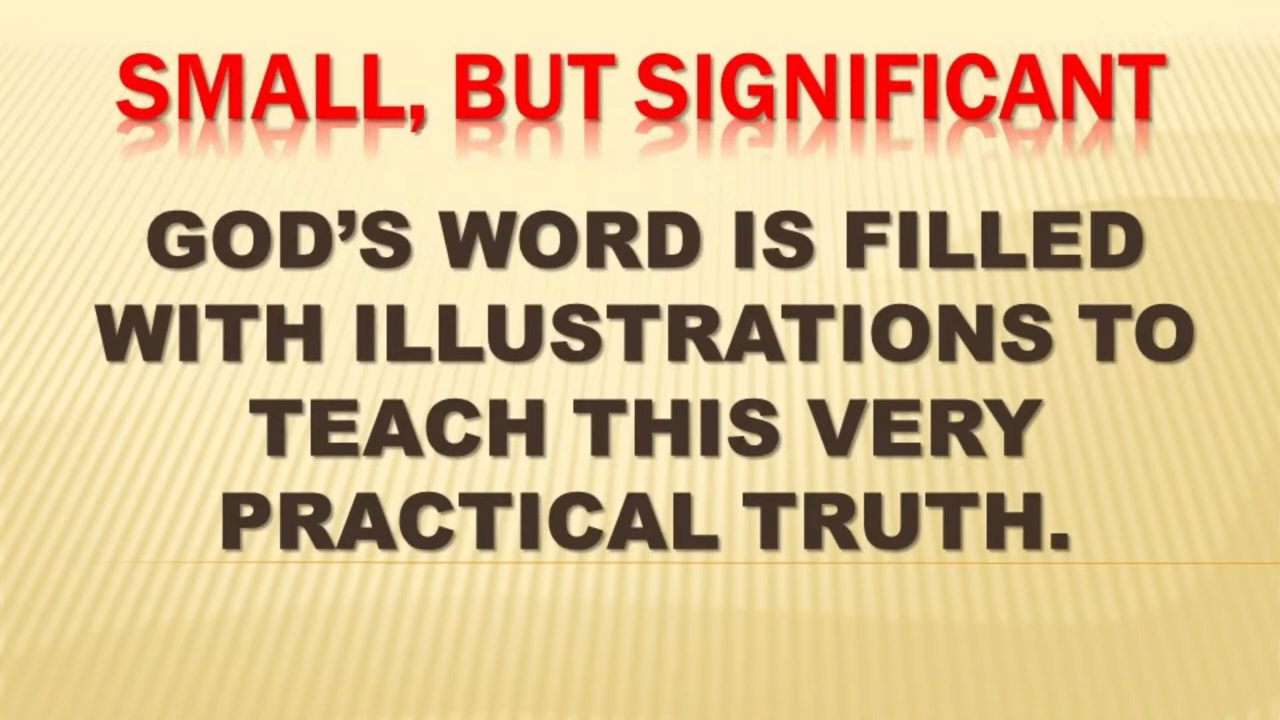 SMALL, BUT SIGNIFICANT
GOD’S WORD IS FILLED
WITH ILLUSTRATIONS TO
TEACH THIS VERY
PRACTICAL TRUTH.